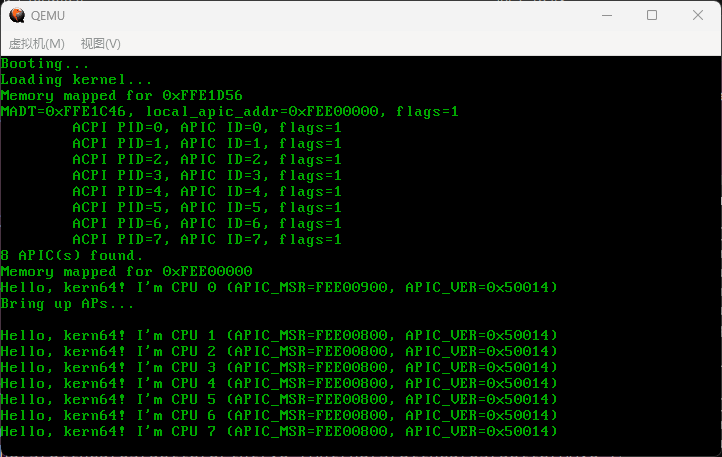 QEMU
虚拟机(M) 视图(V)
Booting...
Loading kernel...
Memory mapped for 0xFFE1D56
MADT=0xFFE1C46, local_apic_addr=0xFEE00000, flags=1
ACPI PID=0, APIC ID=0, flags=1
ACPI PID=1, APIC ID=1, flags=1
ACPI PID=2, APIC ID=2, flags=1
ACPI PID=3, APIC ID=3, flags=1
ACPI PID=4, APIC ID=4, flags=1
ACPI PID=5, APIC ID=5, flags=1
ACPI PID=6, APIC ID=6, flags=1
ACPI PID=7, APIC ID=7, flags=1
8 APIC(s) found.
Memory mapped for 0xFEE00000
Hello, kern64! I'm CPU 0 (APIC_MSR=FEE00900, APIC_VER=0x50014)
Bring up APs...
Hello, kern64! I'm CPU 1 (APIC_MSR=FEE00800, APIC_VER=0x50014)
Hello, kern64! I'm CPU 2 (APIC_MSR=FEE00800, APIC_VER=0x50014)
Hello, kern64! I'm CPU 3 (APIC_MSR=FEE00800, APIC_VER=0x50014)
Hello, kern64! I'm CPU 4 (APIC_MSR=FEE00800, APIC_VER=0x50014)
Hello, kern64! I'm CPU 5 (APIC_MSR=FEE00800, APIC_VER=0x50014)
Hello, kern64! I'm CPU 6 (APIC_MSR=FEE00800, APIC_VER=0x50014)
Hello, kern64! I'm CPU 7 (APIC_MSR=FEE00800, APIC_VER=0x50014)